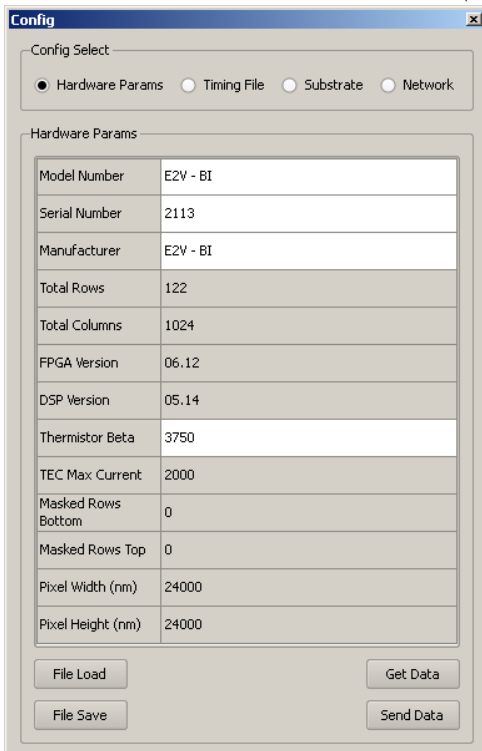 Config
Config Select
Hardware Params Timing File Substrate Network
Hardware Params
Model Number E2V - BI
Serial Number 2113
Manufacturer E2V - BI
Total Rows 122
Total Columns 1024
FPGA Version 06.12
DSP Version 05.14
Thermistor Beta 3750
TEC Max Current 2000
Masked Rows
Bottom 0
Masked Rows Top 0
Pixel Width (nm) 24000
Pixel Height (nm) 24000
File Load Get Data
File Save Send Data